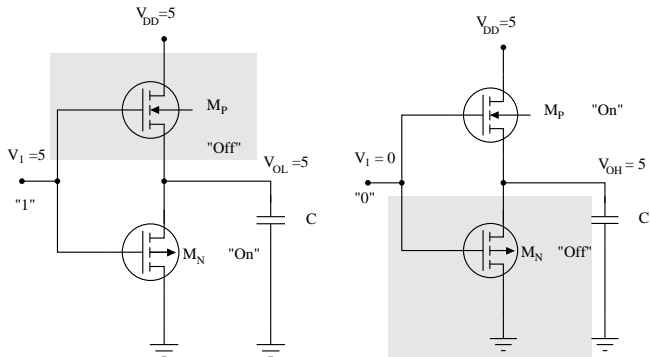 V_DD=5
M_P
"Off"
V_1=5
V_OL=5
"1"
C
M_N
"On"
V_DD=5
M_P "On"
V_1=0
V_OH=5
"0"
C
M_N
"Off"